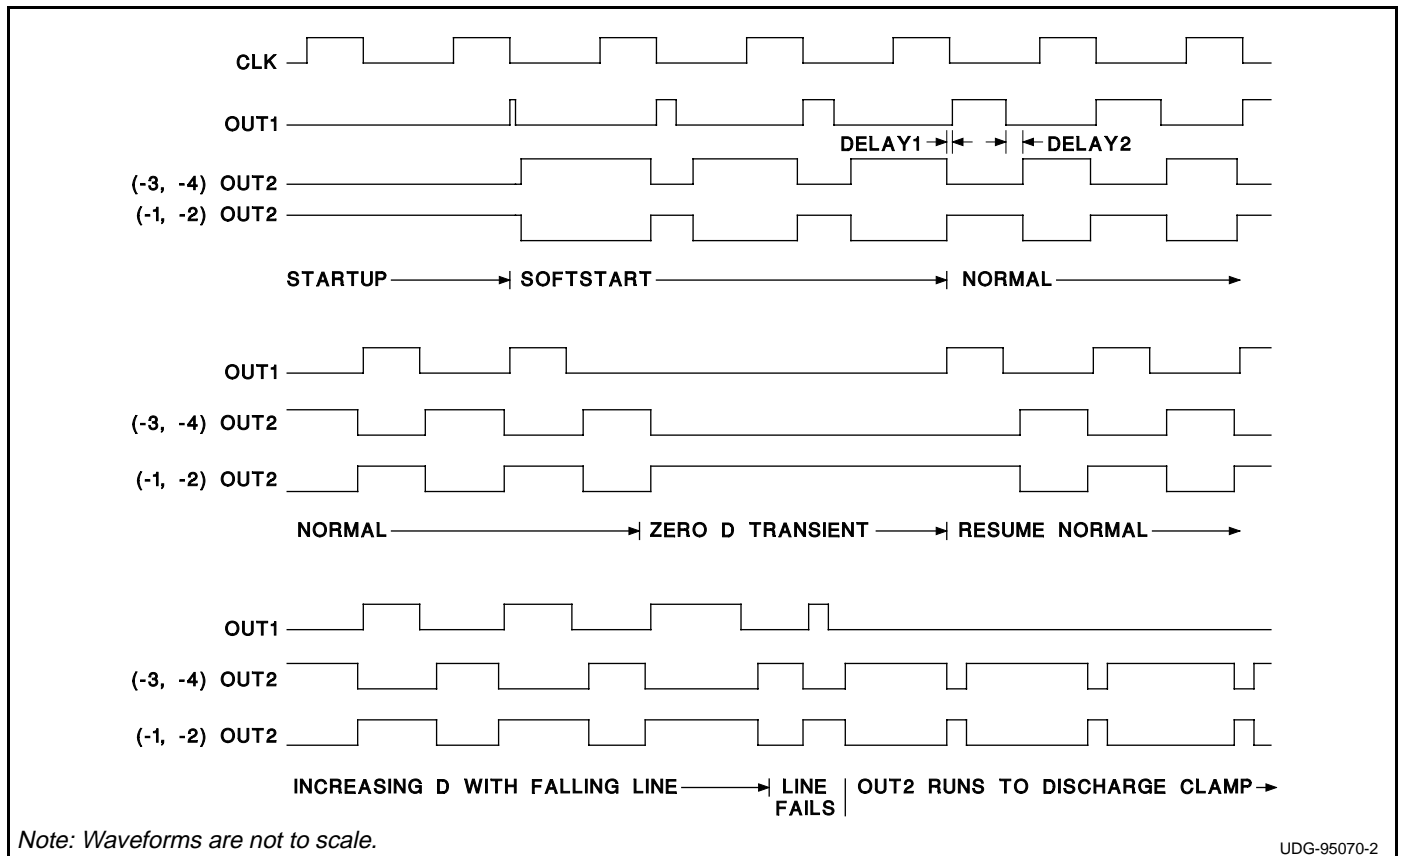 CLK
OUT1
DELAY1 DELAY2
(-3, -4) OUT2
(-1, -2) OUT2
STARTUP SOFTSTART NORMAL
OUT1
(-3, -4) OUT2
(-1, -2) OUT2
NORMAL ZERO D TRANSIENT RESUME NORMAL
OUT1
(-3, -4) OUT2
(-1, -2) OUT2
INCREASING D WITH FALLING LINE LINE OUT2 RUNS TO DISCHARGE CLAMP
FAILS
Note: Waveforms are not to scale.
UDG-95070-2